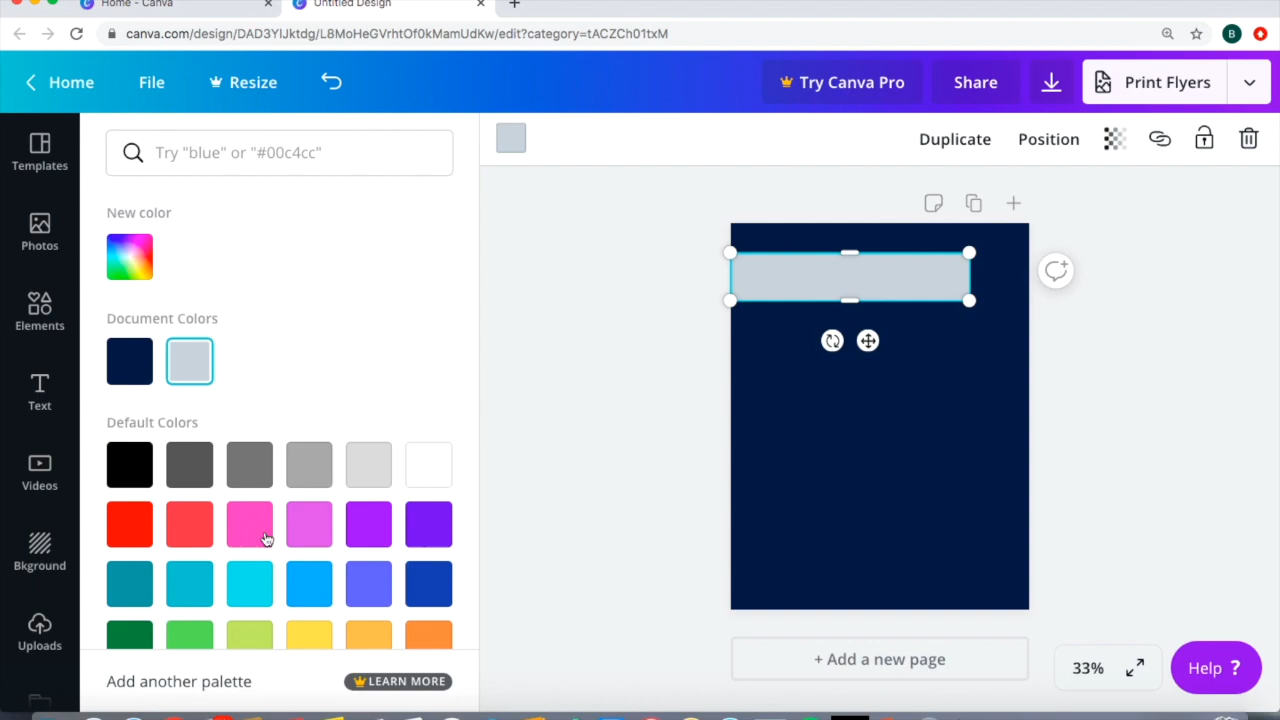 Home - Canva
Untitled Design
canva.com/design/DAD3YlJktdg/L8MoHeGVrhtOf0kMamUdKw/edit?category=tACZCh01txM
B
Home
File
Resize
Try Canva Pro
Share
Print Flyers
Templates
Photos
Elements
Text
Videos
Bkground
Uploads
Try "blue" or "#00c4cc"
New color
Document Colors
Default Colors
Add another palette
LEARN MORE
Duplicate
Position
+ Add a new page
33%
Help ?